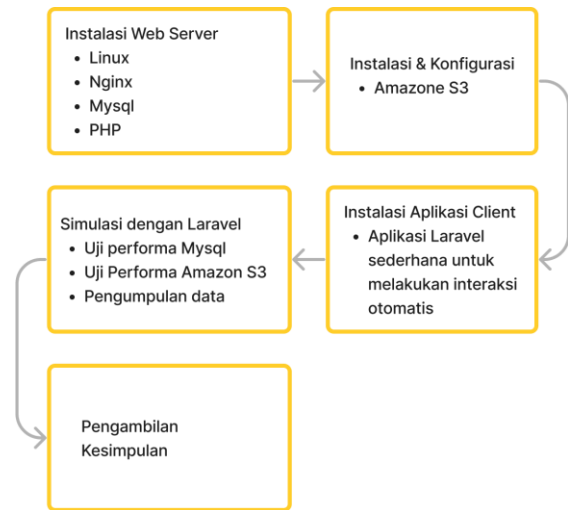 Instalasi Web Server
• Linux
• Nginx
• Mysql
• PHP
Instalasi & Konfigurasi
• Amazone S3
Instalasi Aplikasi Client
• Aplikasi Laravel
sederhana untuk
melakukan interaksi
otomatis
Simulasi dengan Laravel
• Uji performa Mysql
• Uji Performa Amazon S3
• Pengumpulan data
Pengambilan
Kesimpulan